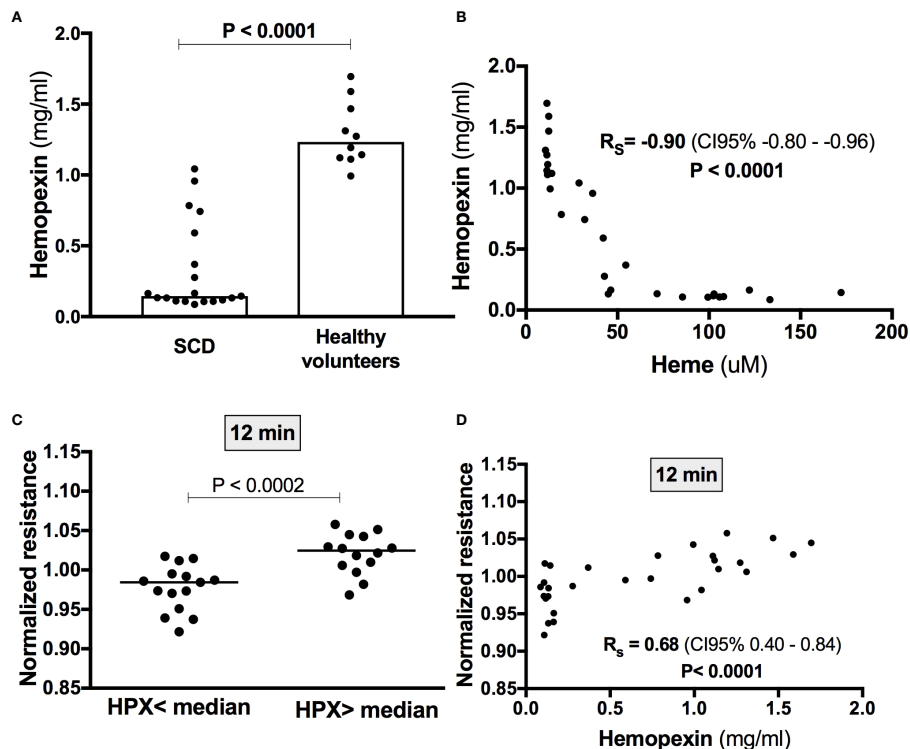 A
P < 0.0001
Hemopexin (mg/ml)
2.0
1.5
1.0
0.5
0.0
SCD
Healthy
volunteers
B
Hemopexin (mg/ml)
2.0
1.5
1.0
0.5
0.0
RS= -0.90 (CI95% -0.80 - -0.96)
P < 0.0001
0
50
100
150
200
Heme (uM)
C
12 min
P < 0.0002
Normalized resistance
1.15
1.10
1.05
1.00
0.95
0.90
0.85
HPX< median
HPX> median
D
12 min
Normalized resistance
1.15
1.10
1.05
1.00
0.95
0.90
0.85
Rs = 0.68 (CI95% 0.40 - 0.84)
P< 0.0001
0.0
0.5
1.0
1.5
2.0
Hemopexin (mg/ml)